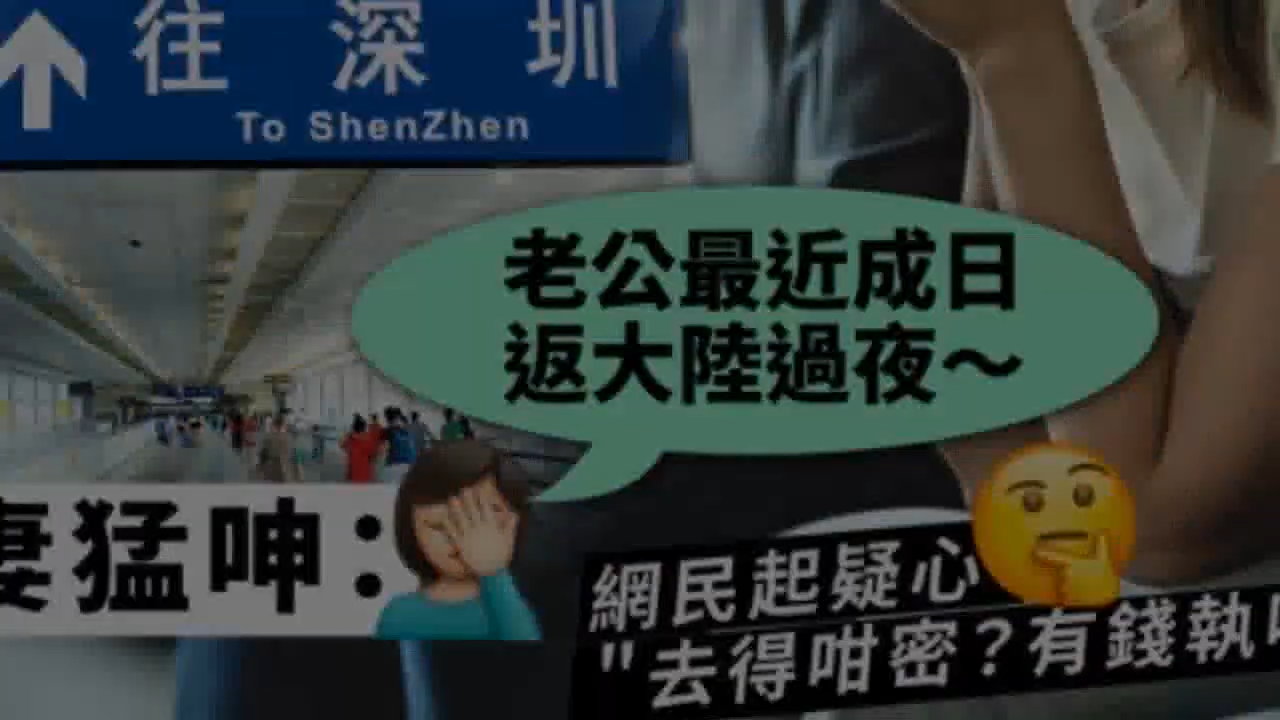 往深圳
To ShenZhen
老公最近成日
返大陸過夜～
妻猛呻：
網民起疑心
"去得咁密？有錢執